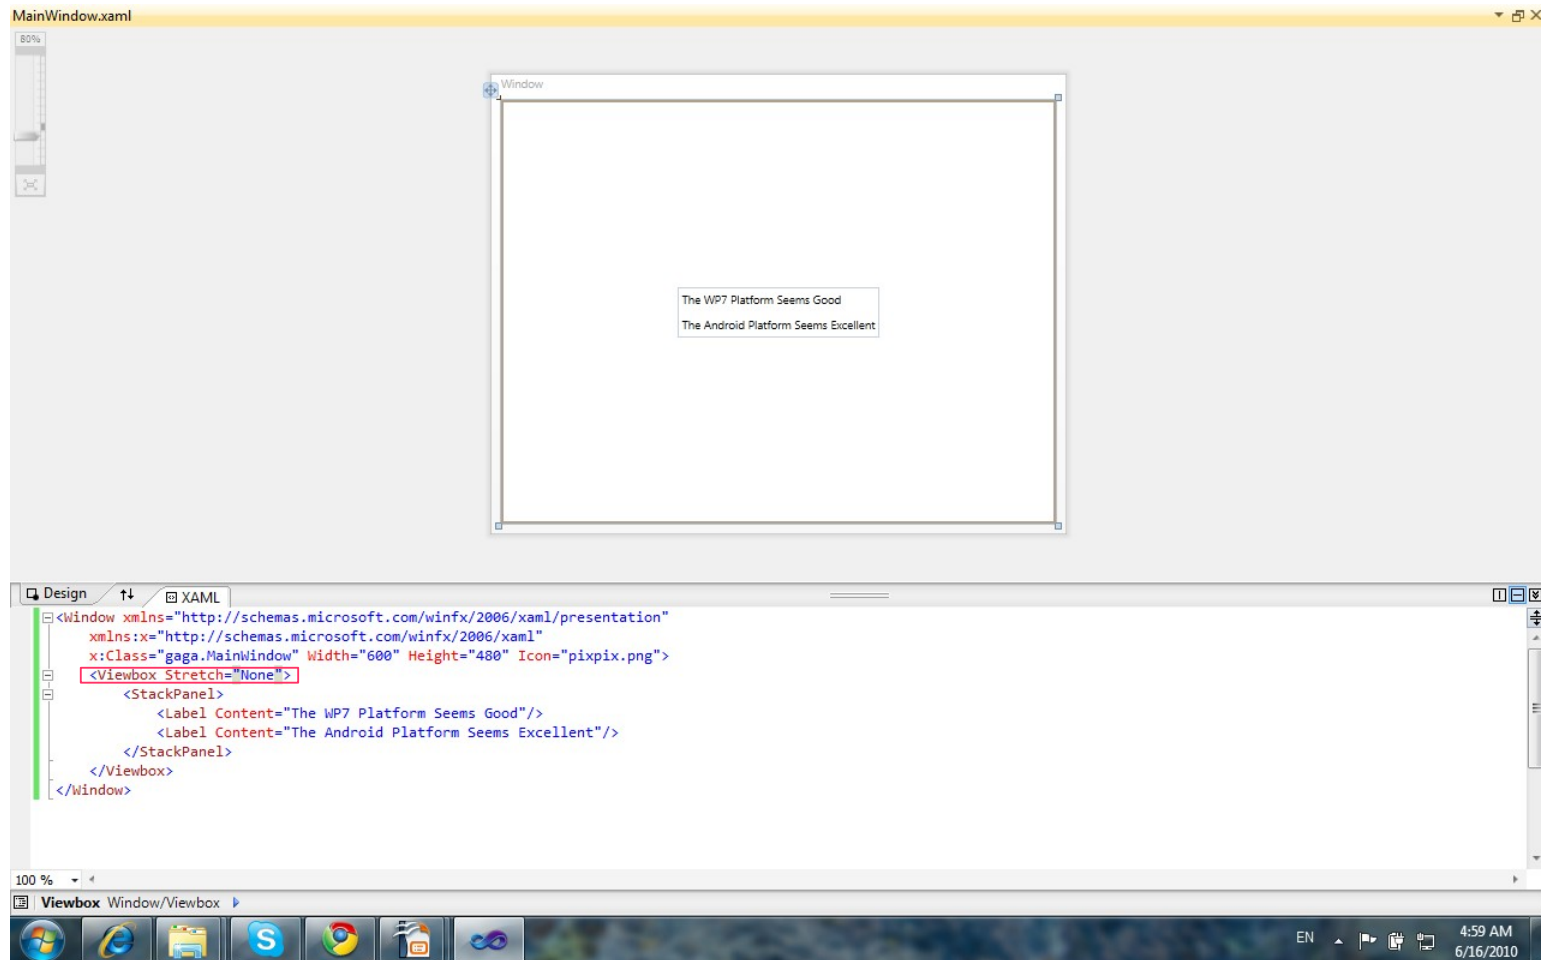 MainWindow.xaml
80%
Window
The WP7 Platform Seems Good
The Android Platform Seems Excellent
Design
XAML
<Window xmlns="http://schemas.microsoft.com/winfx/2006/xaml/presentation"
xmlns:x="http://schemas.microsoft.com/winfx/2006/xaml"
x:Class="gaga.MainWindow" Width="600" Height="480" Icon="pixpix.png">
<Viewbox Stretch="None">
<StackPanel>
<Label Content="The WP7 Platform Seems Good"/>
<Label Content="The Android Platform Seems Excellent"/>
</StackPanel>
</Viewbox>
</Window>
100 %
Viewbox Window/Viewbox
EN
4:59 AM
6/16/2010